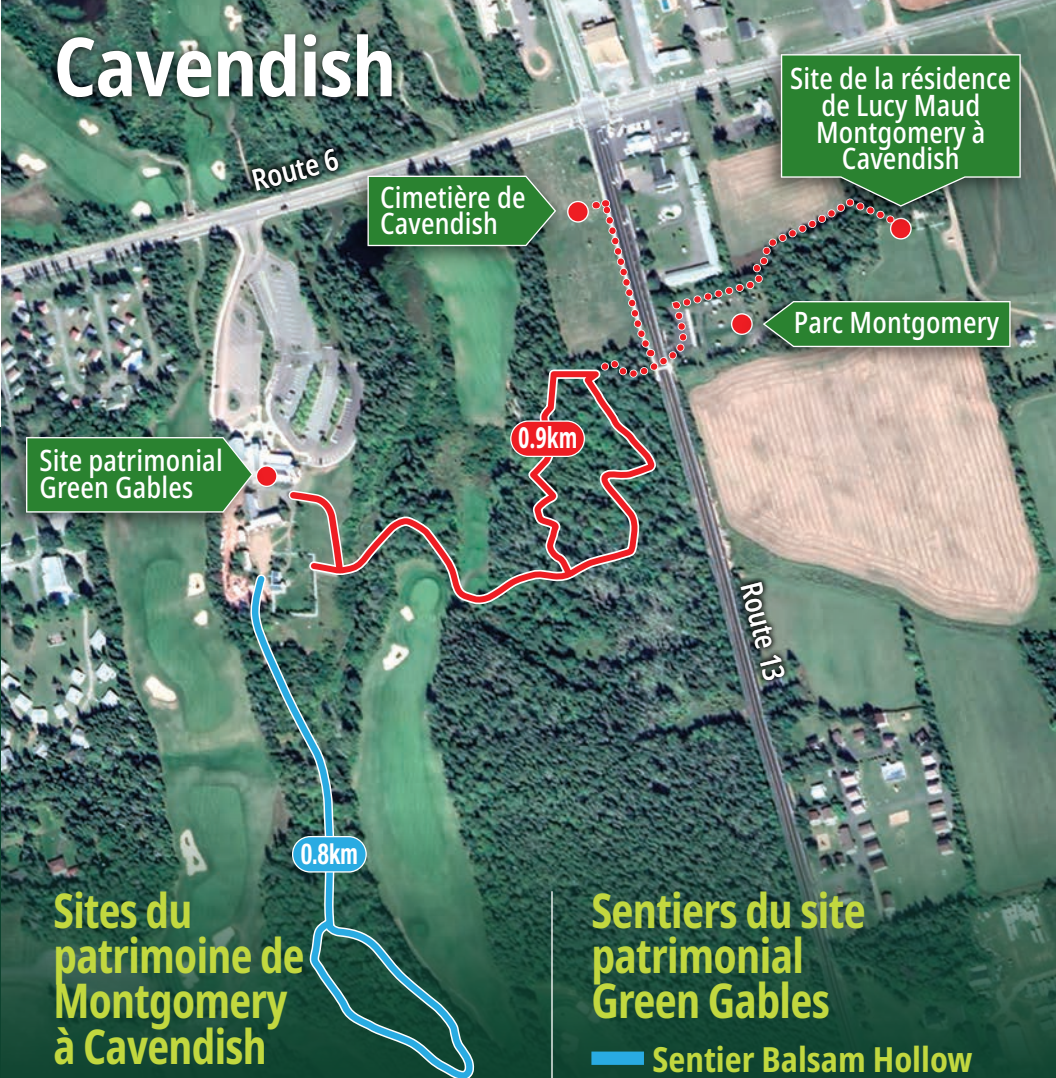 Cavendish
Route 6
Site de la résidence
de Lucy Maud
Montgomery à
Cavendish
Cimetière de
Cavendish
Parc Montgomery
0.9km
Site patrimonial
Green Gables
Route 13
0.8km
Sites du
patrimoine de
Montgomery
à Cavendish
Sentiers du site
patrimonial
Green Gables
Sentier Balsam Hollow